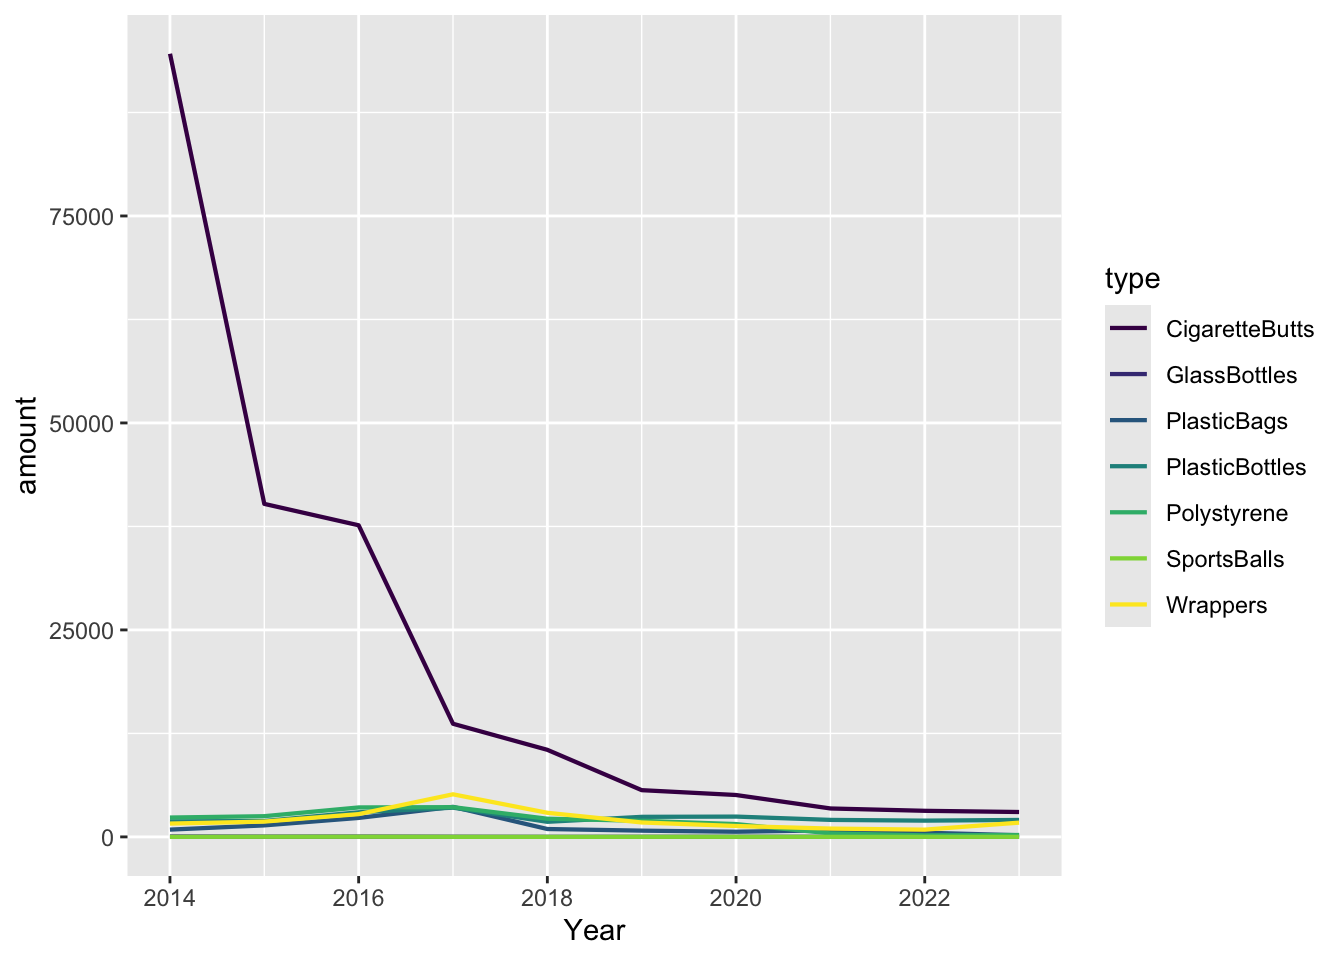 75000
50000
25000
0
amount
2014 2016 2018 2020 2022
Year
type
CigaretteButts
GlassBottles
PlasticBags
PlasticBottles
Polystyrene
SportsBalls
Wrappers